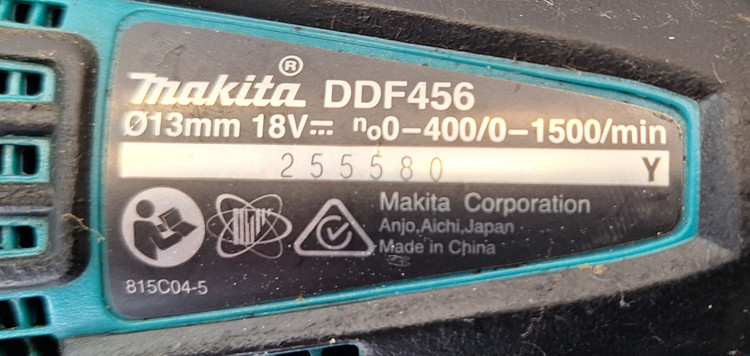 makita® DDF456
Ø13mm 18V⎓ no0-400/0-1500/min
255580 Y
Makita Corporation
Anjo,Aichi,Japan
Made in China
815C04-5